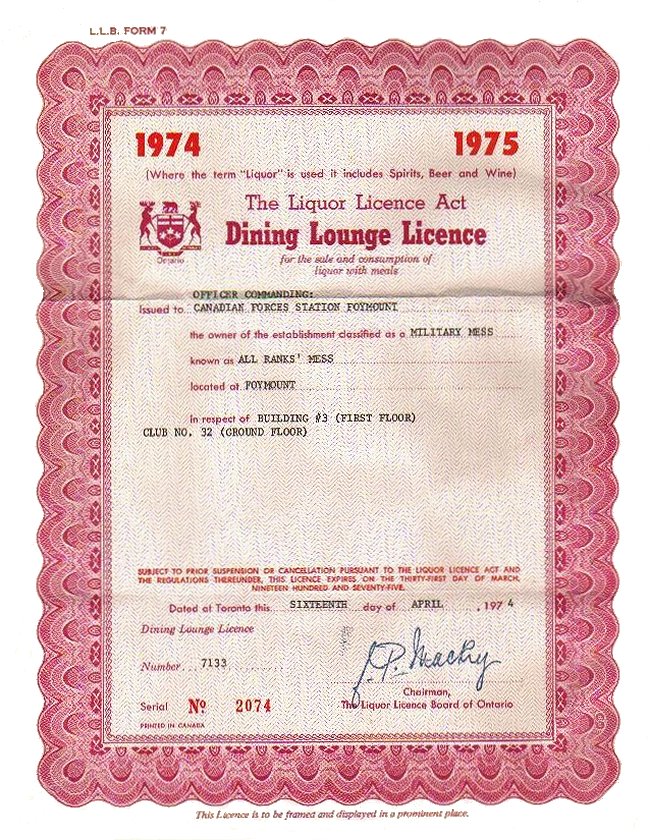 L.L.B. FORM 7
1974 1975
(Where the term "Liquor" is used it includes Spirits, Beer and Wine)
The Liquor Licence Act
Dining Lounge Licence
Ontario
for the sale and consumption of
liquor with meals
OFFICER COMMANDING:
Issued to CANADIAN FORCES STATION FOYMOUNT
the owner of the establishment classified as a MILITARY MESS
known as ALL RANKS' MESS
located at FOYMOUNT
in respect of BUILDING #3 (FIRST FLOOR)
CLUB NO. 32 (GROUND FLOOR)
SUBJECT TO PRIOR SUSPENSION OR CANCELLATION PURSUANT TO THE LIQUOR LICENCE ACT AND
THE REGULATIONS THEREUNDER, THIS LICENCE EXPIRES ON THE THIRTY-FIRST DAY OF MARCH,
NINETEEN HUNDRED AND SEVENTY-FIVE.
Dated at Toronto this SIXTEENTH day of APRIL , 1974
Dining Lounge Licence
Number... 7133
Chairman,
The Liquor Licence Board of Ontario
Serial No 2074
PRINTED IN CANADA
This Licence is to be framed and displayed in a prominent place.